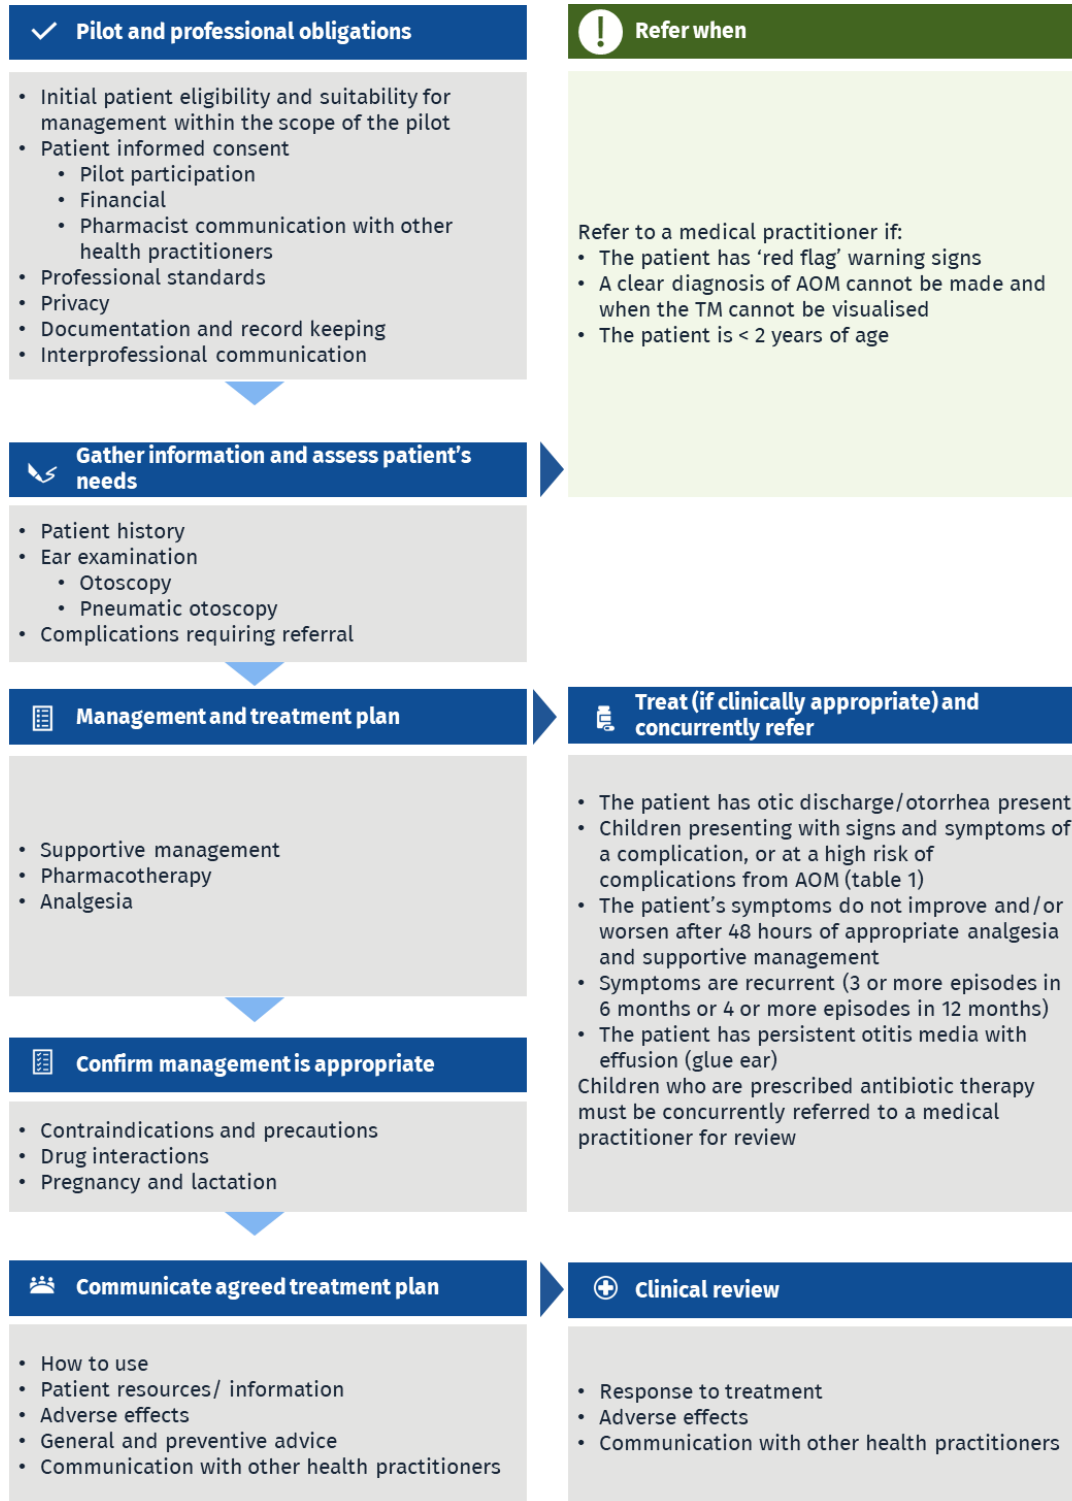 Pilot and professional obligations
• Initial patient eligibility and suitability for
management within the scope of the pilot
• Patient informed consent
• Pilot participation
• Financial
• Pharmacist communication with other
health practitioners
• Professional standards
• Privacy
• Documentation and record keeping
• Interprofessional communication
Refer when
Refer to a medical practitioner if:
• The patient has ‘red flag’ warning signs
• A clear diagnosis of AOM cannot be made and
when the TM cannot be visualised
• The patient is < 2 years of age
Gather information and assess patient’s
needs
• Patient history
• Ear examination
• Otoscopy
• Pneumatic otoscopy
• Complications requiring referral
Management and treatment plan
• Supportive management
• Pharmacotherapy
• Analgesia
Treat (if clinically appropriate) and
concurrently refer
• The patient has otic discharge/otorrhea present
• Children presenting with signs and symptoms of
a complication, or at a high risk of
complications from AOM (table 1)
• The patient’s symptoms do not improve and/or
worsen after 48 hours of appropriate analgesia
and supportive management
• Symptoms are recurrent (3 or more episodes in
6 months or 4 or more episodes in 12 months)
• The patient has persistent otitis media with
effusion (glue ear)
Children who are prescribed antibiotic therapy
must be concurrently referred to a medical
practitioner for review
Confirm management is appropriate
• Contraindications and precautions
• Drug interactions
• Pregnancy and lactation
Communicate agreed treatment plan
• How to use
• Patient resources/ information
• Adverse effects
• General and preventive advice
• Communication with other health practitioners
Clinical review
• Response to treatment
• Adverse effects
• Communication with other health practitioners